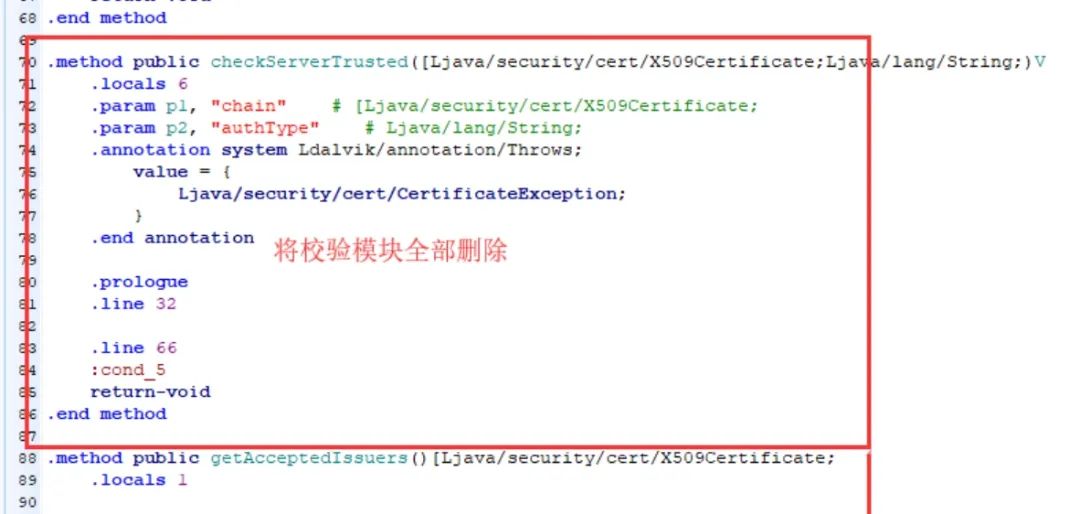 68 .end method
69
70 .method public checkServerTrusted([Ljava/security/cert/X509Certificate;Ljava/lang/String;)V
71 .locals 6
72 .param p1, "chain" # [Ljava/security/cert/X509Certificate;
73 .param p2, "authType" # Ljava/lang/String;
74 .annotation system Ldalvik/annotation/Throws;
75 value = {
76 Ljava/security/cert/CertificateException;
77 }
78 .end annotation
将校验模块全部删除
79
80 .prologue
81 .line 32
82
83 .line 66
84 :cond_5
85 return-void
86 .end method
87
88 .method public getAcceptedIssuers()[Ljava/security/cert/X509Certificate;
89 .locals 1
90